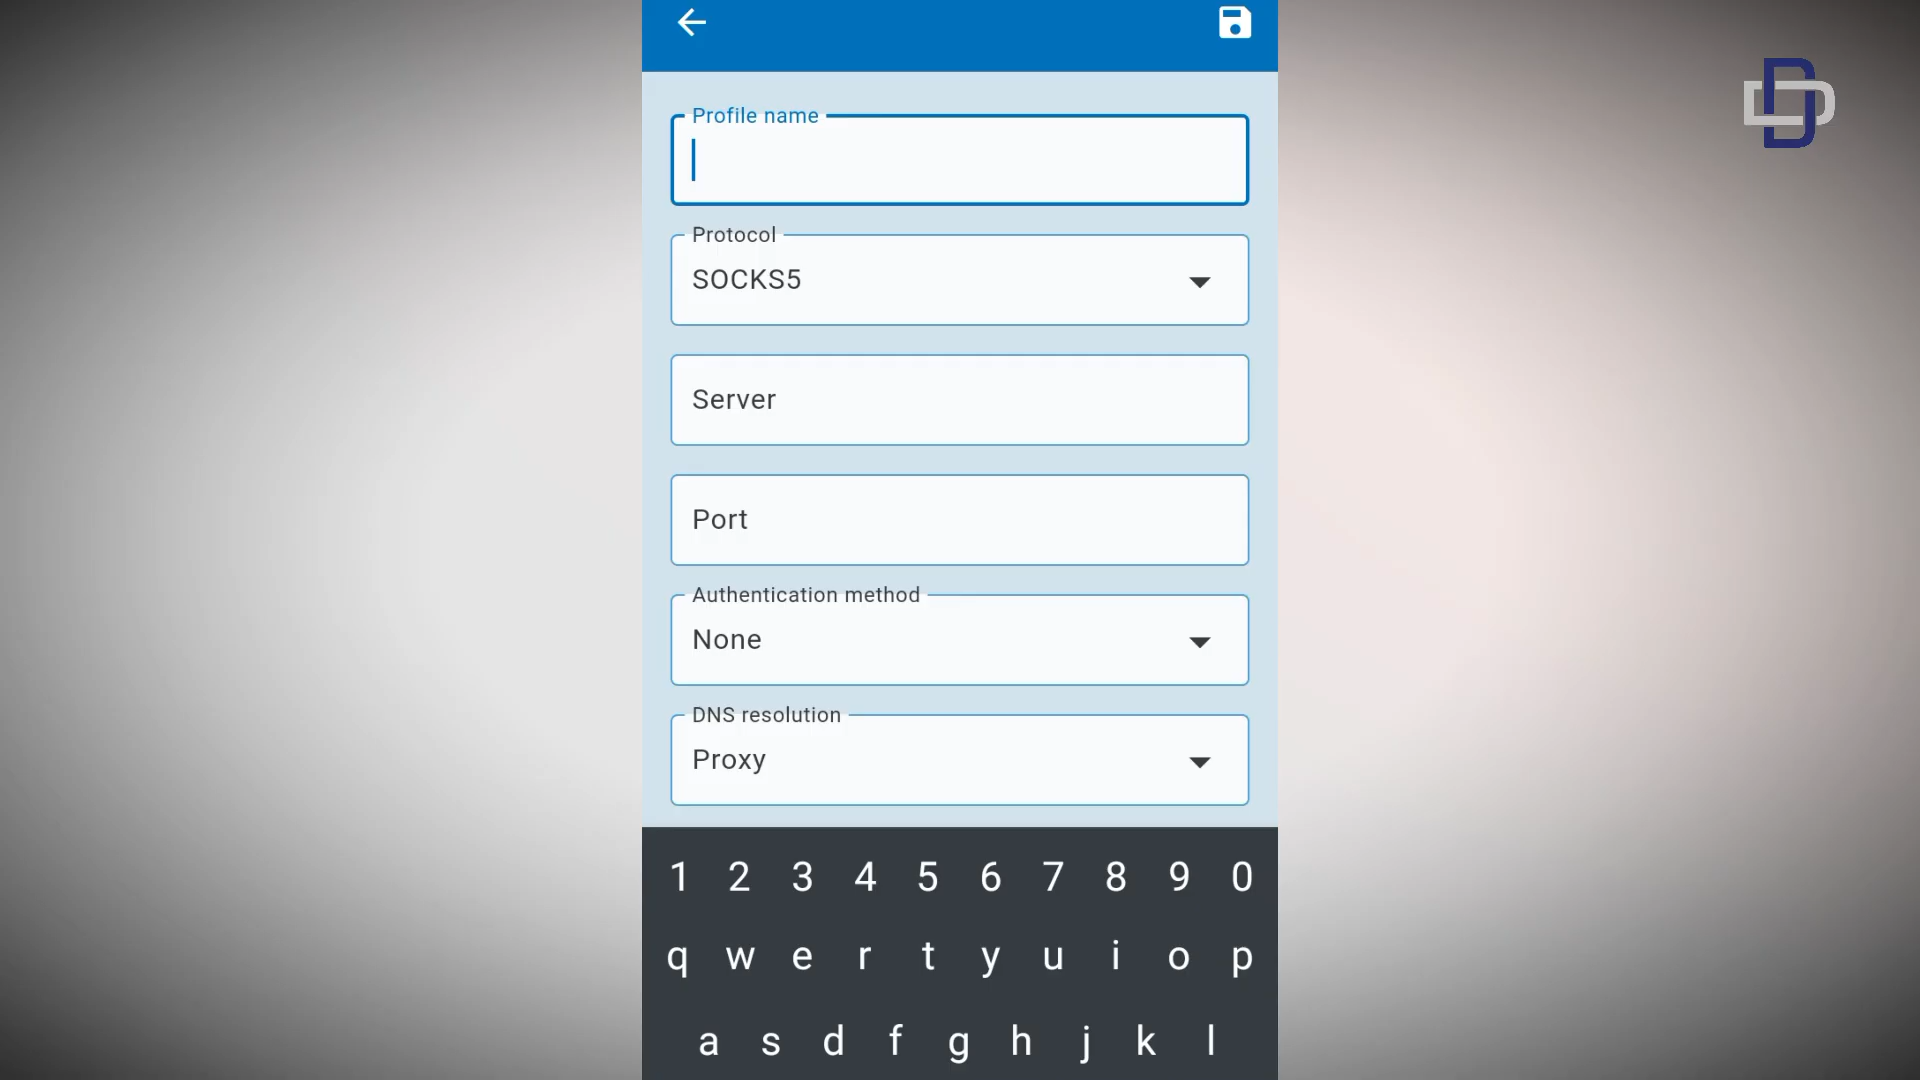 Profile name
Protocol
SOCKS5
Server
Port
Authentication method
None
DNS resolution
Proxy
1 2 3 4 5 6 7 8 9 0
q w e r t y u i o p
a s d f g h j k l